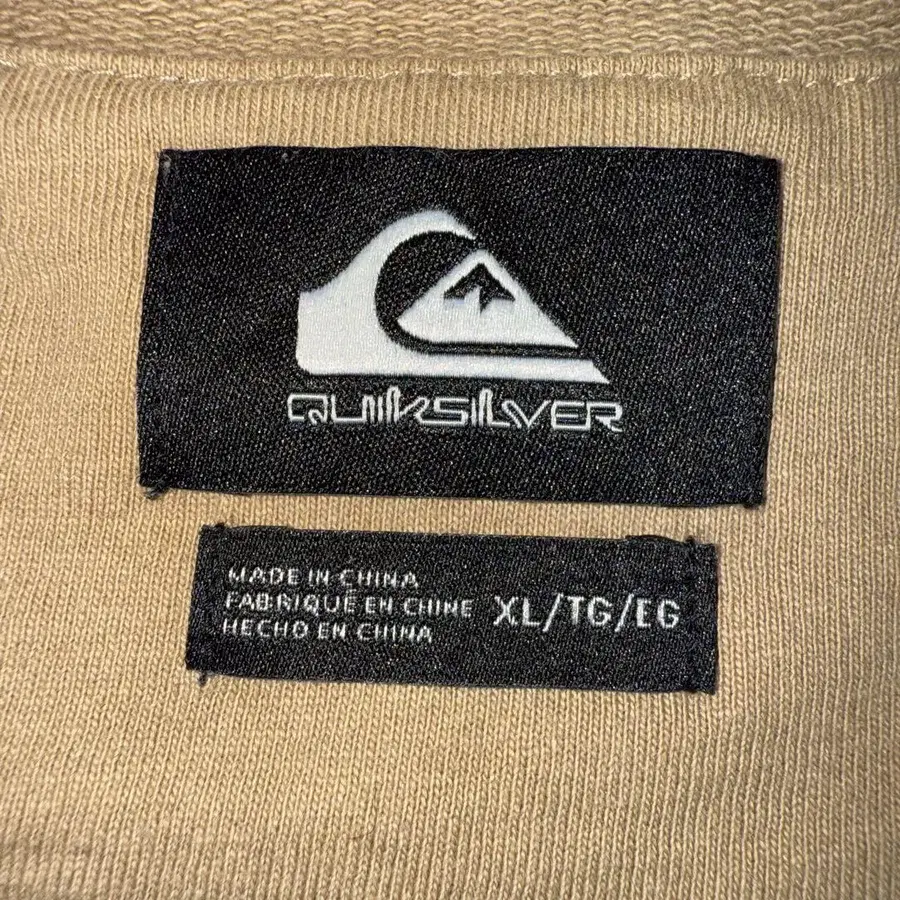 QUIKSILVER
MADE IN CHINA
FABRIQUÉ EN CHINE
HECHO EN CHINA
XL/TG/EG